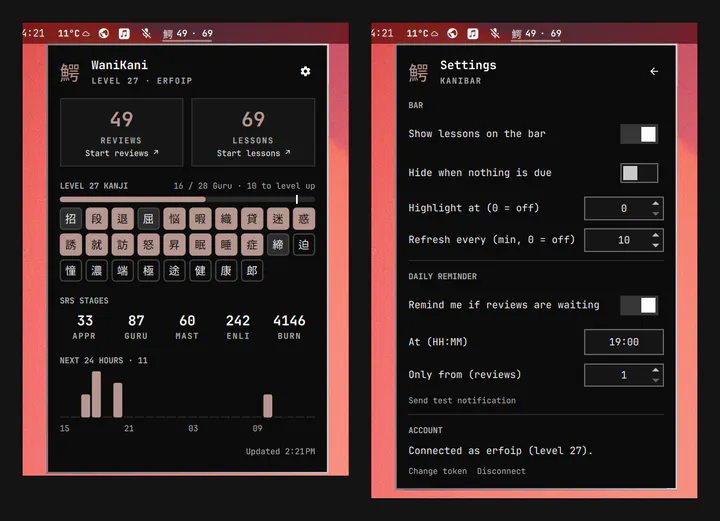 4:21 11°C 鰐 49 · 69
鰐 WaniKani
LEVEL 27 · ERFOIP
49
REVIEWS
Start reviews ↗
69
LESSONS
Start lessons ↗
LEVEL 27 KANJI 16 / 28 Guru · 10 to level up
招 段 退 屈 悩 暇 織 貸 迷 惑
誘 就 訪 怒 昇 眠 睡 症 締 迫
憧 濃 端 極 途 健 康 郎
SRS STAGES
33 87 60 242 4146
APPR GURU MAST ENLI BURN
NEXT 24 HOURS · 11
15 21 03 09
Updated 2:21PM
4:21 11°C 鰐 49 · 69
鰐 Settings
KANIBAR
←
BAR
Show lessons on the bar
Hide when nothing is due
Highlight at (0 = off) 0
Refresh every (min, 0 = off) 10
DAILY REMINDER
Remind me if reviews are waiting
At (HH:MM) 19:00
Only from (reviews) 1
Send test notification
ACCOUNT
Connected as erfoip (level 27).
Change token Disconnect